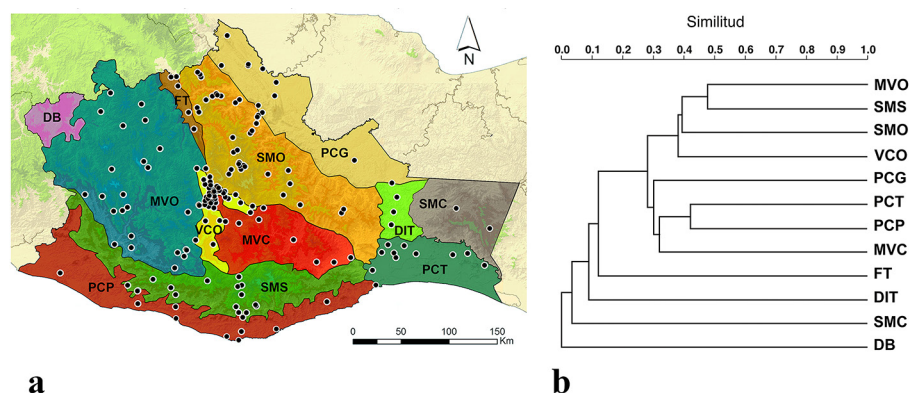 N
DB
FT
MVO
SMO
PCG
SMC
VCO
MVC
DIT
PCT
PCP
SMS
0 25 50 100 150
Km
a
Similitud
0.0 0.1 0.2 0.3 0.4 0.5 0.6 0.7 0.8 0.9 1.0
MVO
SMS
SMO
VCO
PCG
PCT
PCP
MVC
FT
DIT
SMC
DB
b